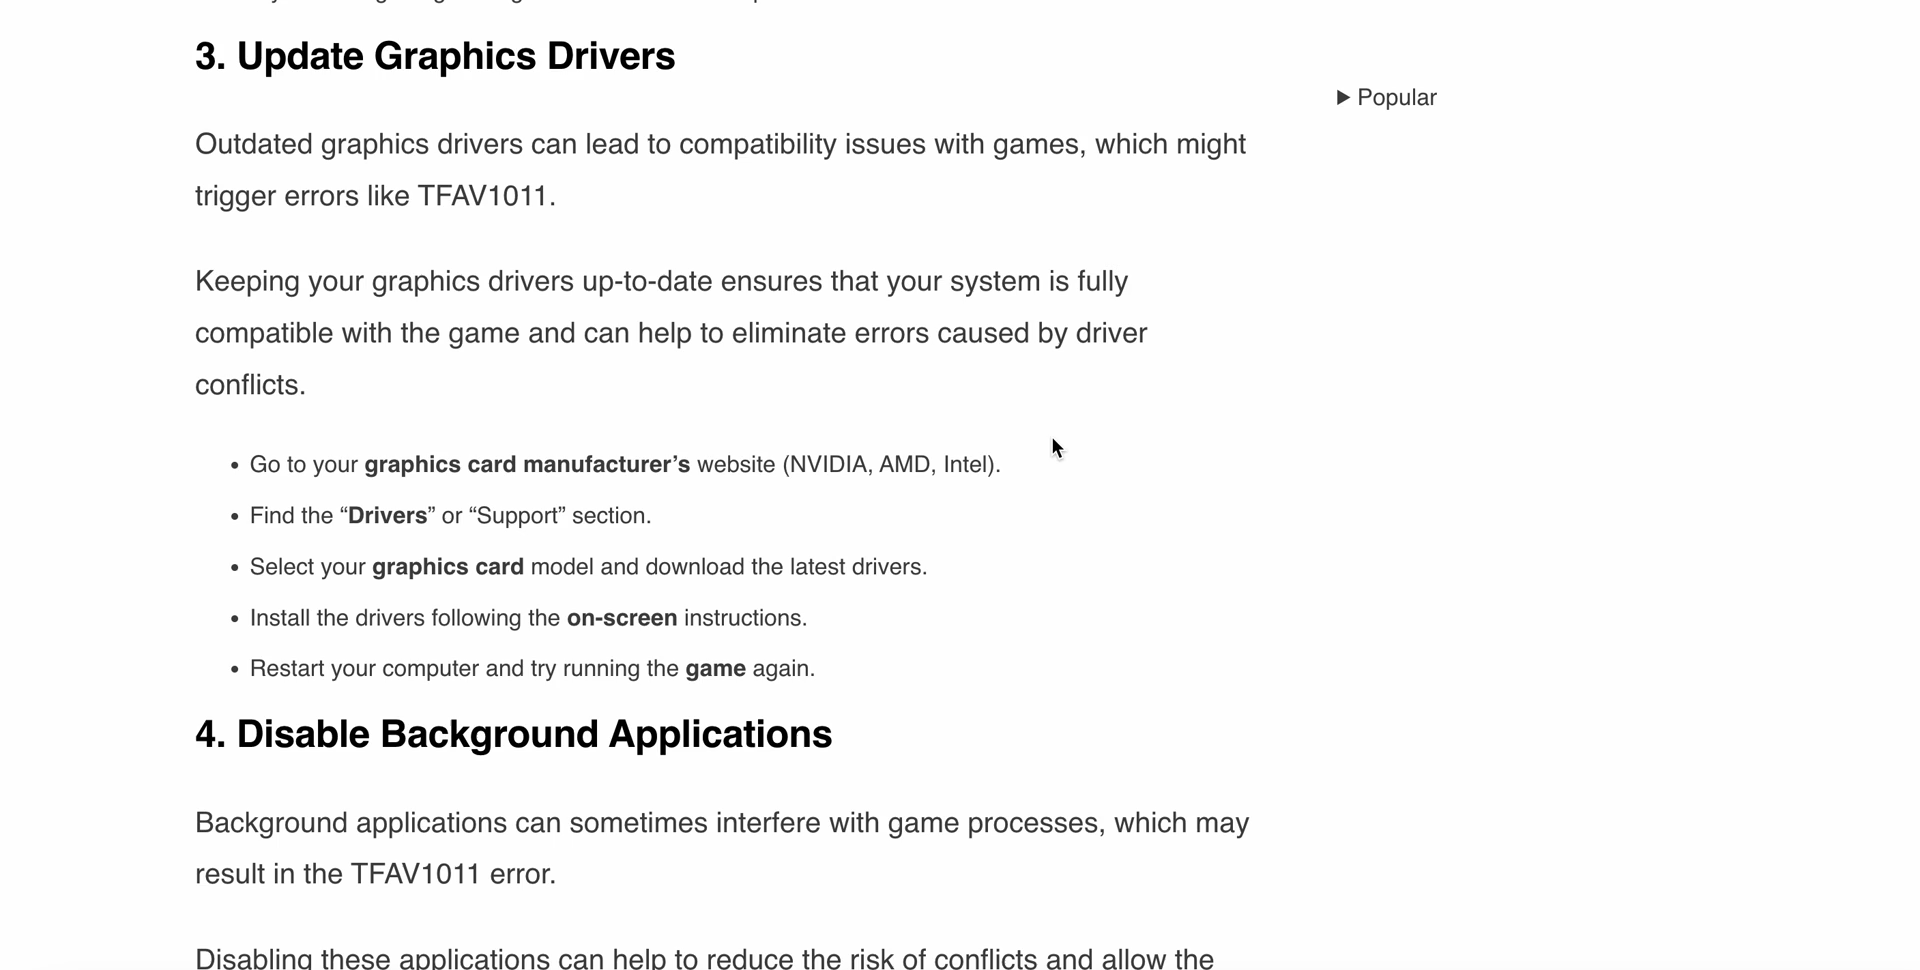 3. Update Graphics Drivers
Popular
Outdated graphics drivers can lead to compatibility issues with games, which might
trigger errors like TFAV1011.
Keeping your graphics drivers up-to-date ensures that your system is fully
compatible with the game and can help to eliminate errors caused by driver
conflicts.
• Go to your graphics card manufacturer’s website (NVIDIA, AMD, Intel).
• Find the “Drivers” or “Support” section.
• Select your graphics card model and download the latest drivers.
• Install the drivers following the on-screen instructions.
• Restart your computer and try running the game again.
4. Disable Background Applications
Background applications can sometimes interfere with game processes, which may
result in the TFAV1011 error.
Disabling these applications can help to reduce the risk of conflicts and allow the